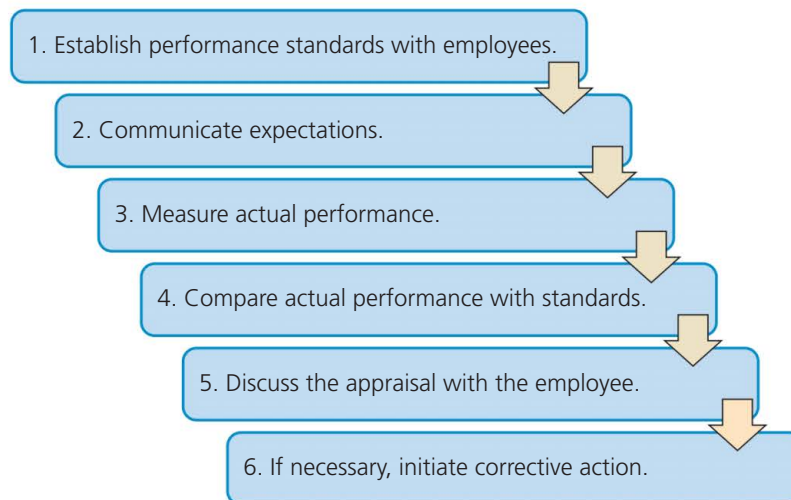 1. Establish performance standards with employees.
2. Communicate expectations.
3. Measure actual performance.
4. Compare actual performance with standards.
5. Discuss the appraisal with the employee.
6. If necessary, initiate corrective action.